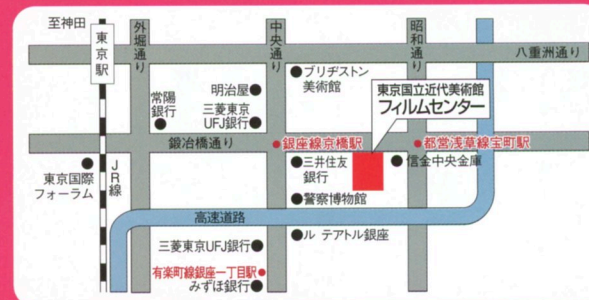 至神田
東京駅
外堀通り
中央通り
昭和通り
八重洲通り
ブリヂストン
美術館
明治屋
東京国立近代美術館
フィルムセンター
常陽
銀行
三菱東京
UFJ銀行
鍛冶橋通り
銀座線京橋駅
都営浅草線宝町駅
東京国際
フォーラム
JR線
三井住友
銀行
信金中央金庫
警察博物館
高速道路
ル テアトル銀座
三菱東京UFJ銀行
有楽町線銀座一丁目駅
みずほ銀行